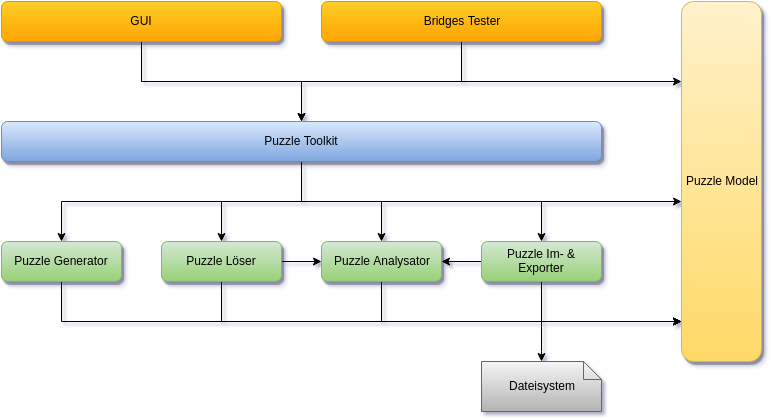 GUI
Bridges Tester
Puzzle Toolkit
Puzzle Model
Puzzle Generator
Puzzle Löser
Puzzle Analysator
Puzzle Im- &
Exporter
Dateisystem